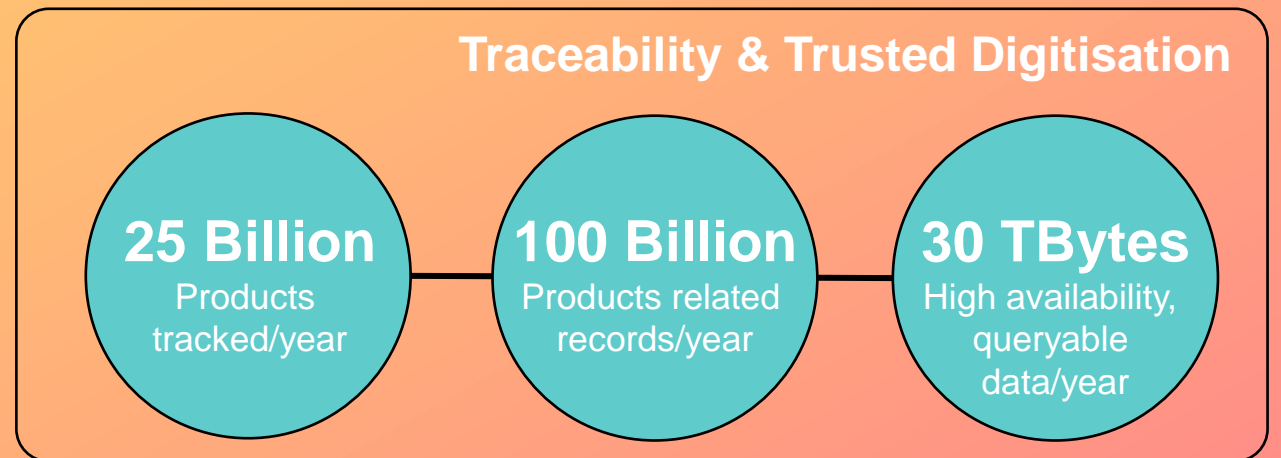 Traceability & Trusted Digitisation
25 Billion
Products
tracked/year
100 Billion
Products related
records/year
30 TBytes
High availability,
queryable
data/year